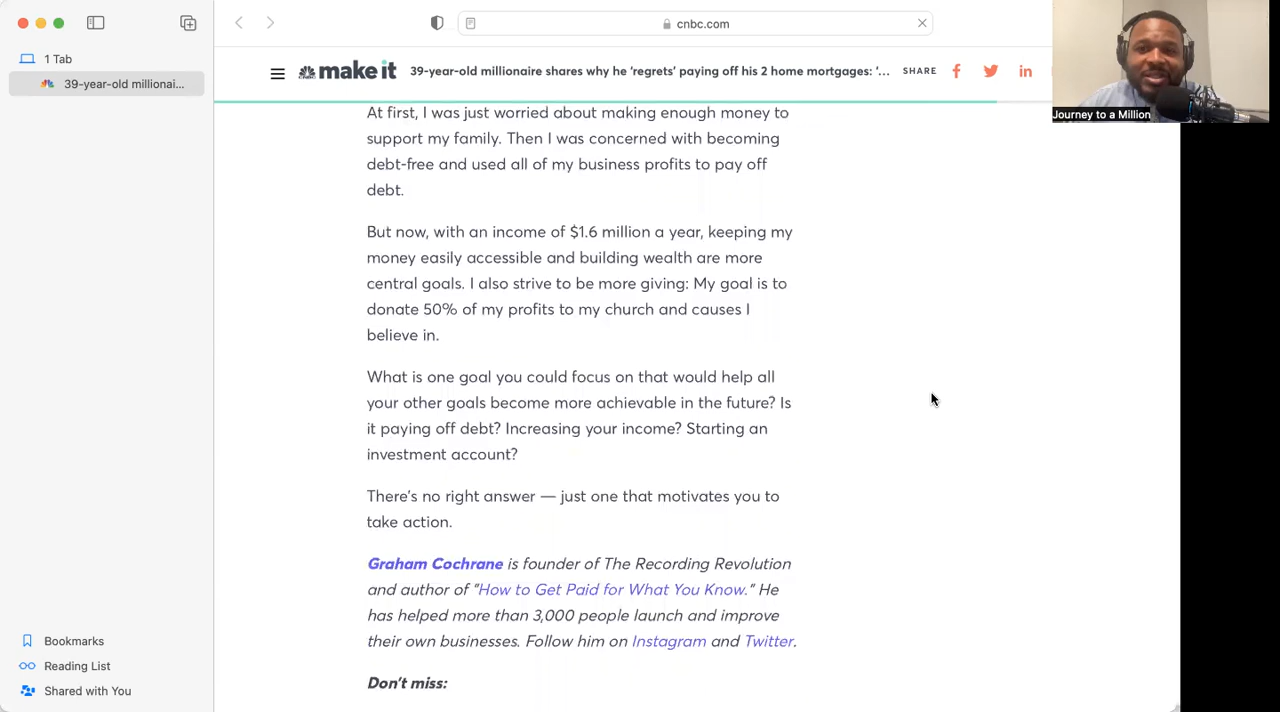 cnbc.com
1 Tab
39-year-old millionai...
make it
39-year-old millionaire shares why he 'regrets' paying off his 2 home mortgages: '...
SHARE
Journey to a Million
At first, I was just worried about making enough money to
support my family. Then I was concerned with becoming
debt-free and used all of my business profits to pay off
debt.
But now, with an income of $1.6 million a year, keeping my
money easily accessible and building wealth are more
central goals. I also strive to be more giving: My goal is to
donate 50% of my profits to my church and causes I
believe in.
What is one goal you could focus on that would help all
your other goals become more achievable in the future? Is
it paying off debt? Increasing your income? Starting an
investment account?
There's no right answer — just one that motivates you to
take action.
Graham Cochrane is founder of The Recording Revolution
and author of "How to Get Paid for What You Know." He
has helped more than 3,000 people launch and improve
their own businesses. Follow him on Instagram and Twitter.
Don't miss:
Bookmarks
Reading List
Shared with You